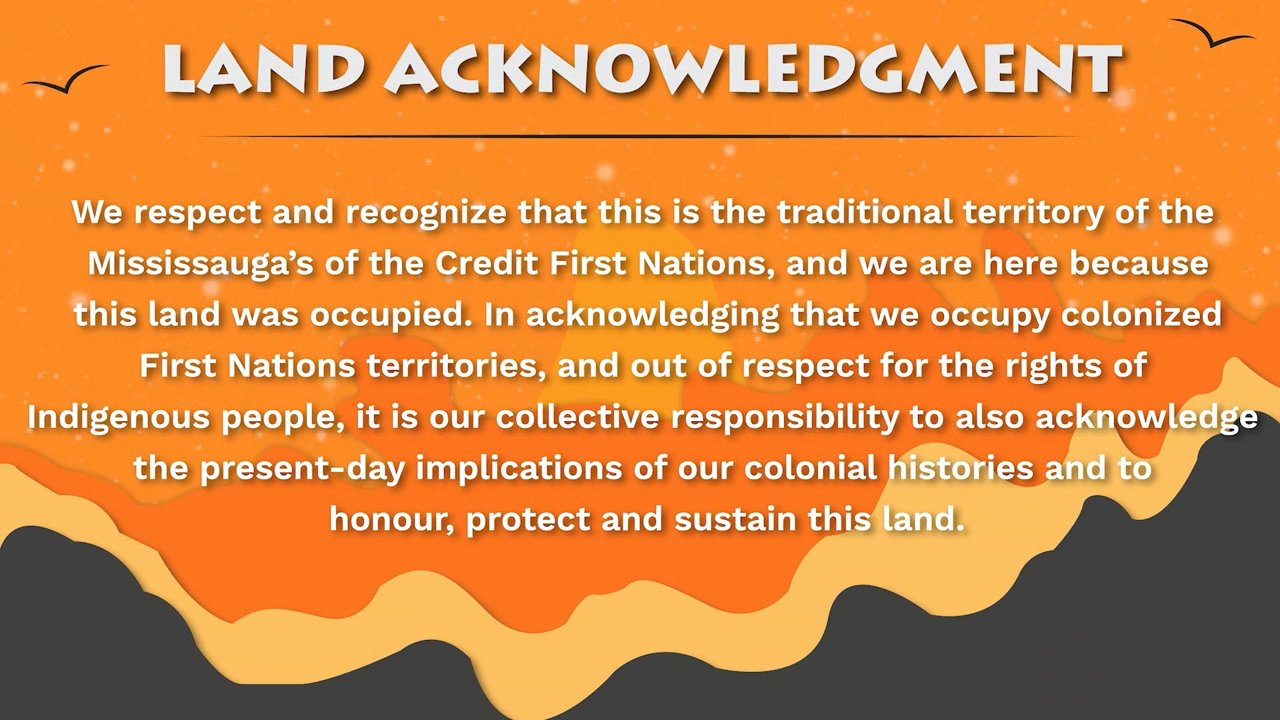 LAND ACKNOWLEDGMENT
We respect and recognize that this is the traditional territory of the
Mississauga’s of the Credit First Nations, and we are here because
this land was occupied. In acknowledging that we occupy colonized
First Nations territories, and out of respect for the rights of
Indigenous people, it is our collective responsibility to also acknowledge
the present-day implications of our colonial histories and to
honour, protect and sustain this land.